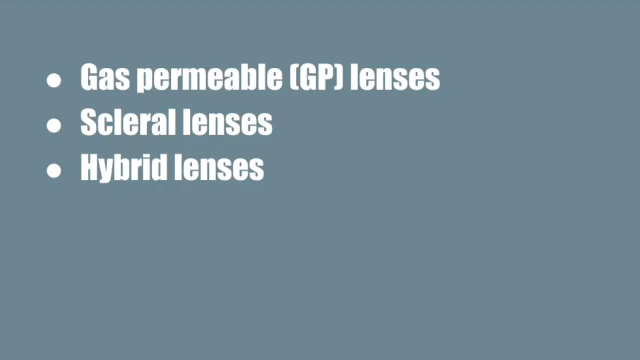 ● Gas permeable (GP) lenses
● Scleral lenses
● Hybrid lenses